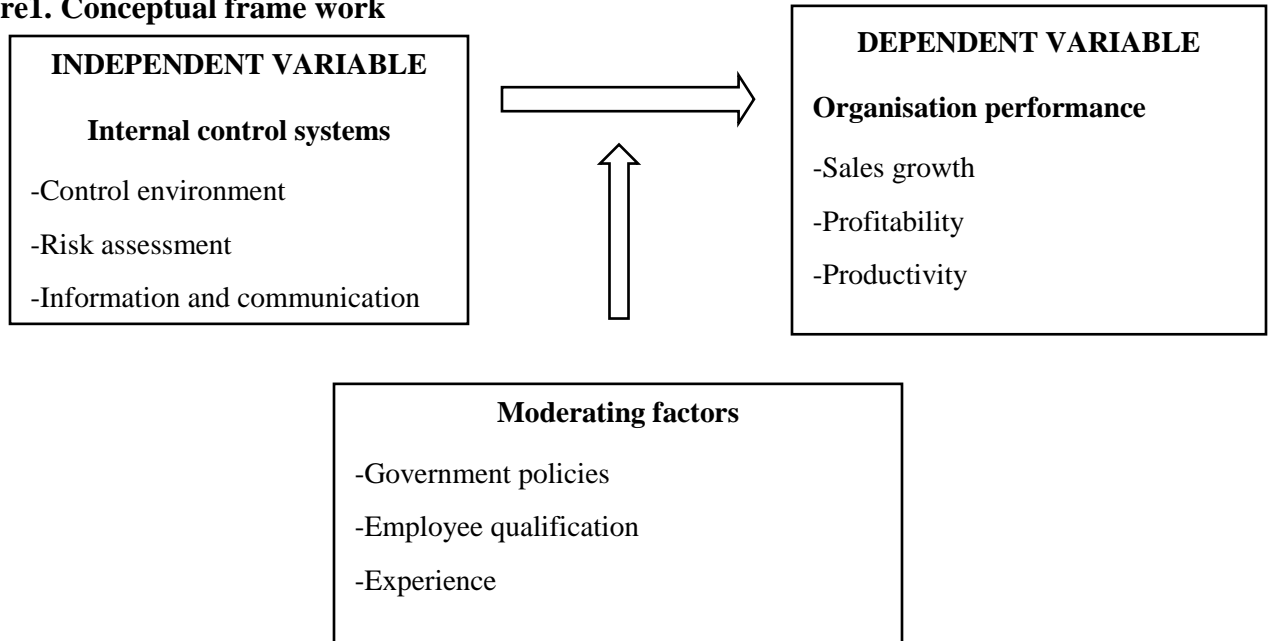 re1. Conceptual frame work
INDEPENDENT VARIABLE
Internal control systems
-Control environment
-Risk assessment
-Information and communication
DEPENDENT VARIABLE
Organisation performance
-Sales growth
-Profitability
-Productivity
Moderating factors
-Government policies
-Employee qualification
-Experience